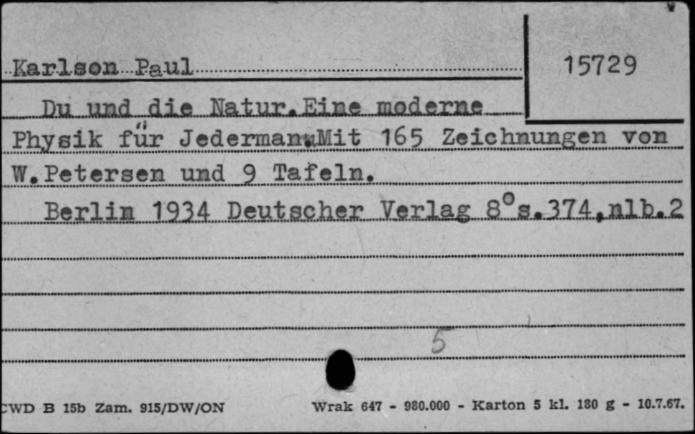 Karlson Paul
15729
Du und die Natur.Eine moderne
Physik für Jederman.Mit 165 Zeichnungen von
W.Petersen und 9 Tafeln.
Berlin 1934 Deutscher Verlag 8°s.374,nlb.2
5
CWD B 15b Zam. 915/DW/ON
Wrak 647 - 980.000 - Karton 5 kl. 180 g - 10.7.67.